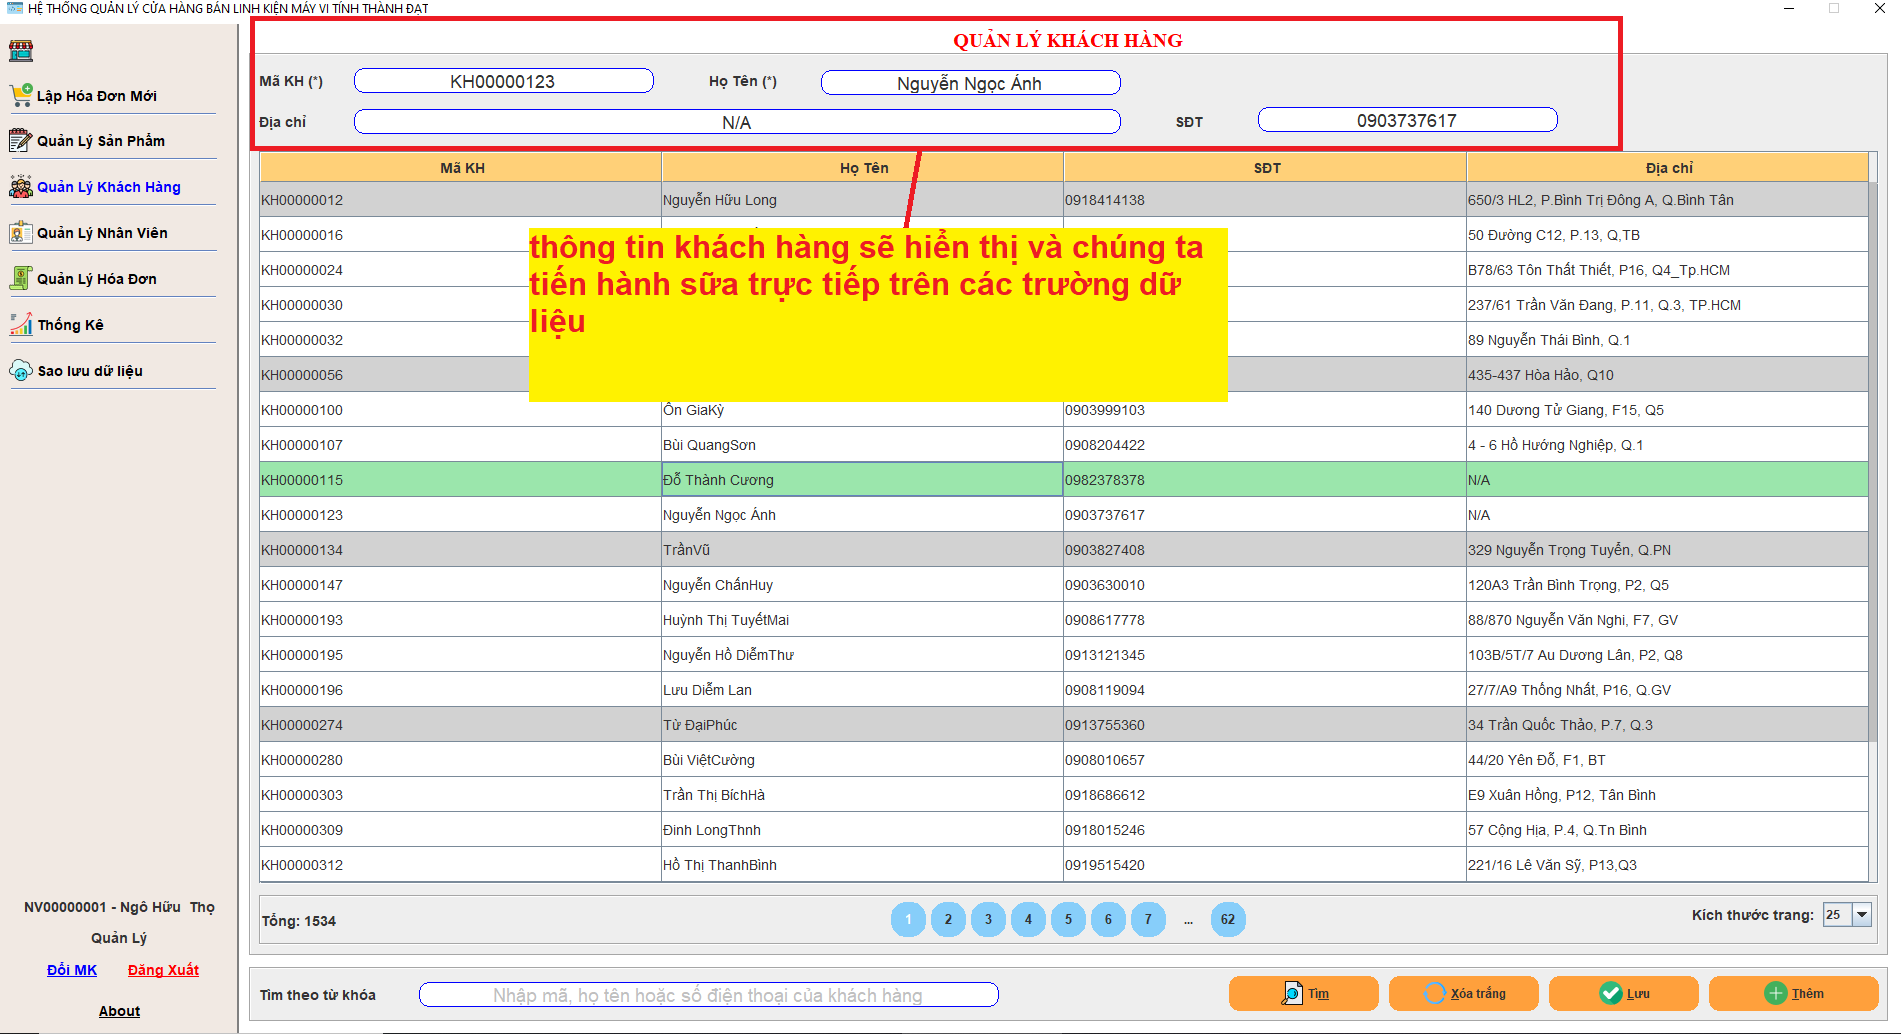 HỆ THỐNG QUẢN LÝ CỬA HÀNG BÁN LINH KIỆN MÁY VI TÍNH THÀNH ĐẠT
Lập Hóa Đơn Mới
Quản Lý Sản Phẩm
Quản Lý Khách Hàng
Quản Lý Nhân Viên
Quản Lý Hóa Đơn
Thống Kê
Sao lưu dữ liệu
NV00000001 - Ngô Hữu Thọ
Quản Lý
Đổi MK Đăng Xuất
About
QUẢN LÝ KHÁCH HÀNG
Mã KH (*) KH00000123 Họ Tên (*) Nguyễn Ngọc Ánh
Địa chỉ N/A SĐT 0903737617
Mã KH Họ Tên SĐT Địa chỉ
KH00000012 Nguyễn Hữu Long 0918414138 650/3 HL2, P.Bình Trị Đông A, Q.Bình Tân
KH00000016 50 Đường C12, P.13, Q,TB
KH00000024 B78/63 Tôn Thất Thiết, P16, Q4_Tp.HCM
KH00000030 237/61 Trần Văn Đang, P.11, Q.3, TP.HCM
KH00000032 89 Nguyễn Thái Bình, Q.1
KH00000056 435-437 Hòa Hảo, Q10
thông tin khách hàng sẽ hiển thị và chúng ta
tiến hành sữa trực tiếp trên các trường dữ
liệu
KH00000100 Ôn GiaKỳ 0903999103 140 Dương Tử Giang, F15, Q5
KH00000107 Bùi QuangSơn 0908204422 4 - 6 Hồ Hướng Nghiệp, Q.1
KH00000115 Đỗ Thành Cương 0982378378 N/A
KH00000123 Nguyễn Ngọc Ánh 0903737617 N/A
KH00000134 TrầnVũ 0903827408 329 Nguyễn Trọng Tuyển, Q.PN
KH00000147 Nguyễn ChấnHuy 0903630010 120A3 Trần Bình Trọng, P2, Q5
KH00000193 Huỳnh Thị TuyếtMai 0908617778 88/870 Nguyễn Văn Nghi, F7, GV
KH00000195 Nguyễn Hồ DiễmThư 0913121345 103B/5T/7 Au Dương Lân, P2, Q8
KH00000196 Lưu Diễm Lan 0908119094 27/7/A9 Thống Nhất, P16, Q.GV
KH00000274 Từ ĐạiPhúc 0913755360 34 Trần Quốc Thảo, P.7, Q.3
KH00000280 Bùi ViệtCường 0908010657 44/20 Yên Đỗ, F1, BT
KH00000303 Trần Thị BíchHà 0918686612 E9 Xuân Hồng, P12, Tân Bình
KH00000309 Đinh LongThnh 0918015246 57 Cộng Hịa, P.4, Q.Tn Bình
KH00000312 Hồ Thị ThanhBình 0919515420 221/16 Lê Văn Sỹ, P13,Q3
Tổng: 1534 1 2 3 4 5 6 7 ... 62 Kích thước trang: 25
Tìm theo từ khóa Nhập mã, họ tên hoặc số điện thoại của khách hàng Tìm Xóa trắng Lưu Thêm